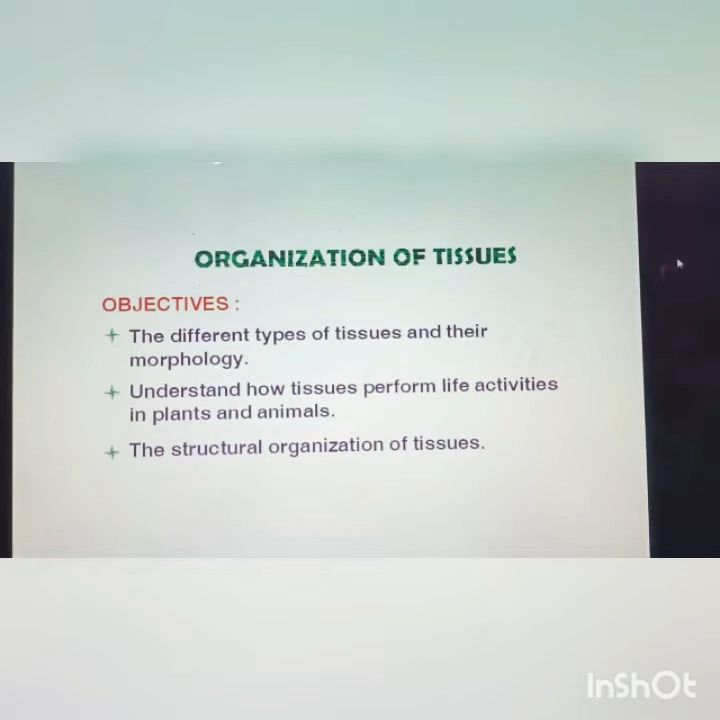 ORGANIZATION OF TISSUES
OBJECTIVES :
The different types of tissues and their
morphology.
Understand how tissues perform life activities
in plants and animals.
The structural organization of tissues.
InShOt